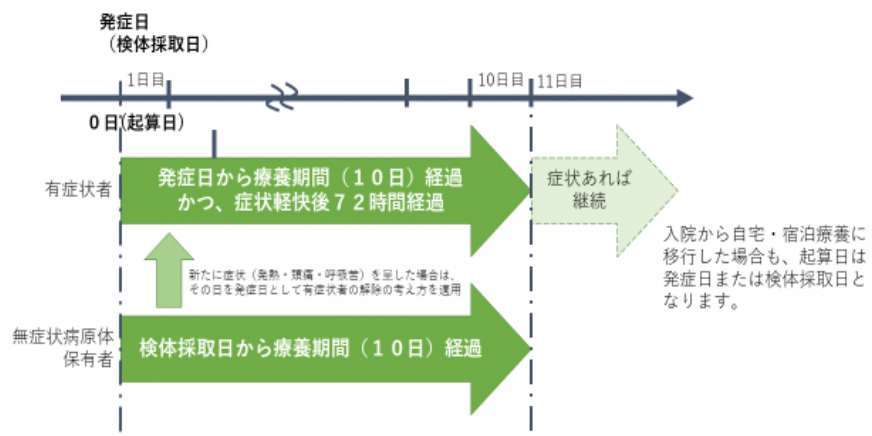 発症日
（検体採取日）
1日目
10日目
11日目
０日(起算日)
有症状者
発症日から療養期間（１０日）経過
かつ、症状軽快後７２時間経過
症状あれば
継続
入院から自宅・宿泊療養に
移行した場合も、起算日は
発症日または検体採取日と
なります。
新たに症状（発熱・頭痛・呼吸苦）を呈した場合は、
その日を発症日として有症状者の解除の考え方を適用
無症状病原体
保有者
検体採取日から療養期間（１０日）経過